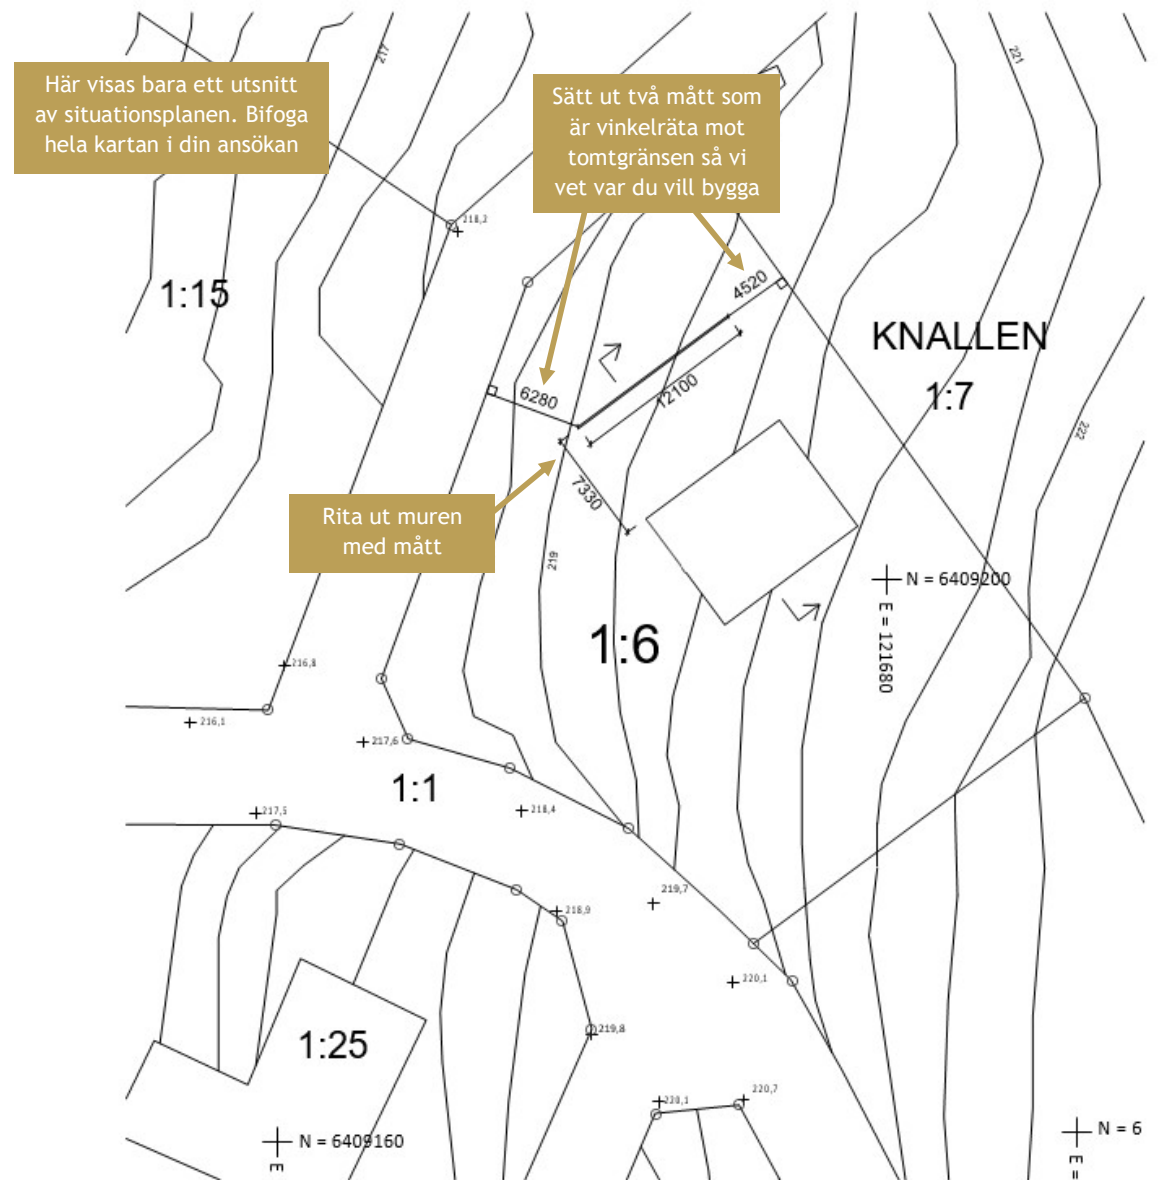 217
221
Här visas bara ett utsnitt
av situationsplanen. Bifoga
hela kartan i din ansökan
Sätt ut två mått som
är vinkelräta mot
tomtgränsen så vi
vet var du vill bygga
218,2
1:15
4520
KNALLEN
1:7
6280
12100
222
7330
Rita ut muren
med mått
219
N = 6409200
E = 121680
1:6
216,8
216,1
217,6
1:1
218,4
217,5
219,7
218,9
220,1
219,8
1:25
220,7
220,1
N = 6409160
E
N = 6
E =